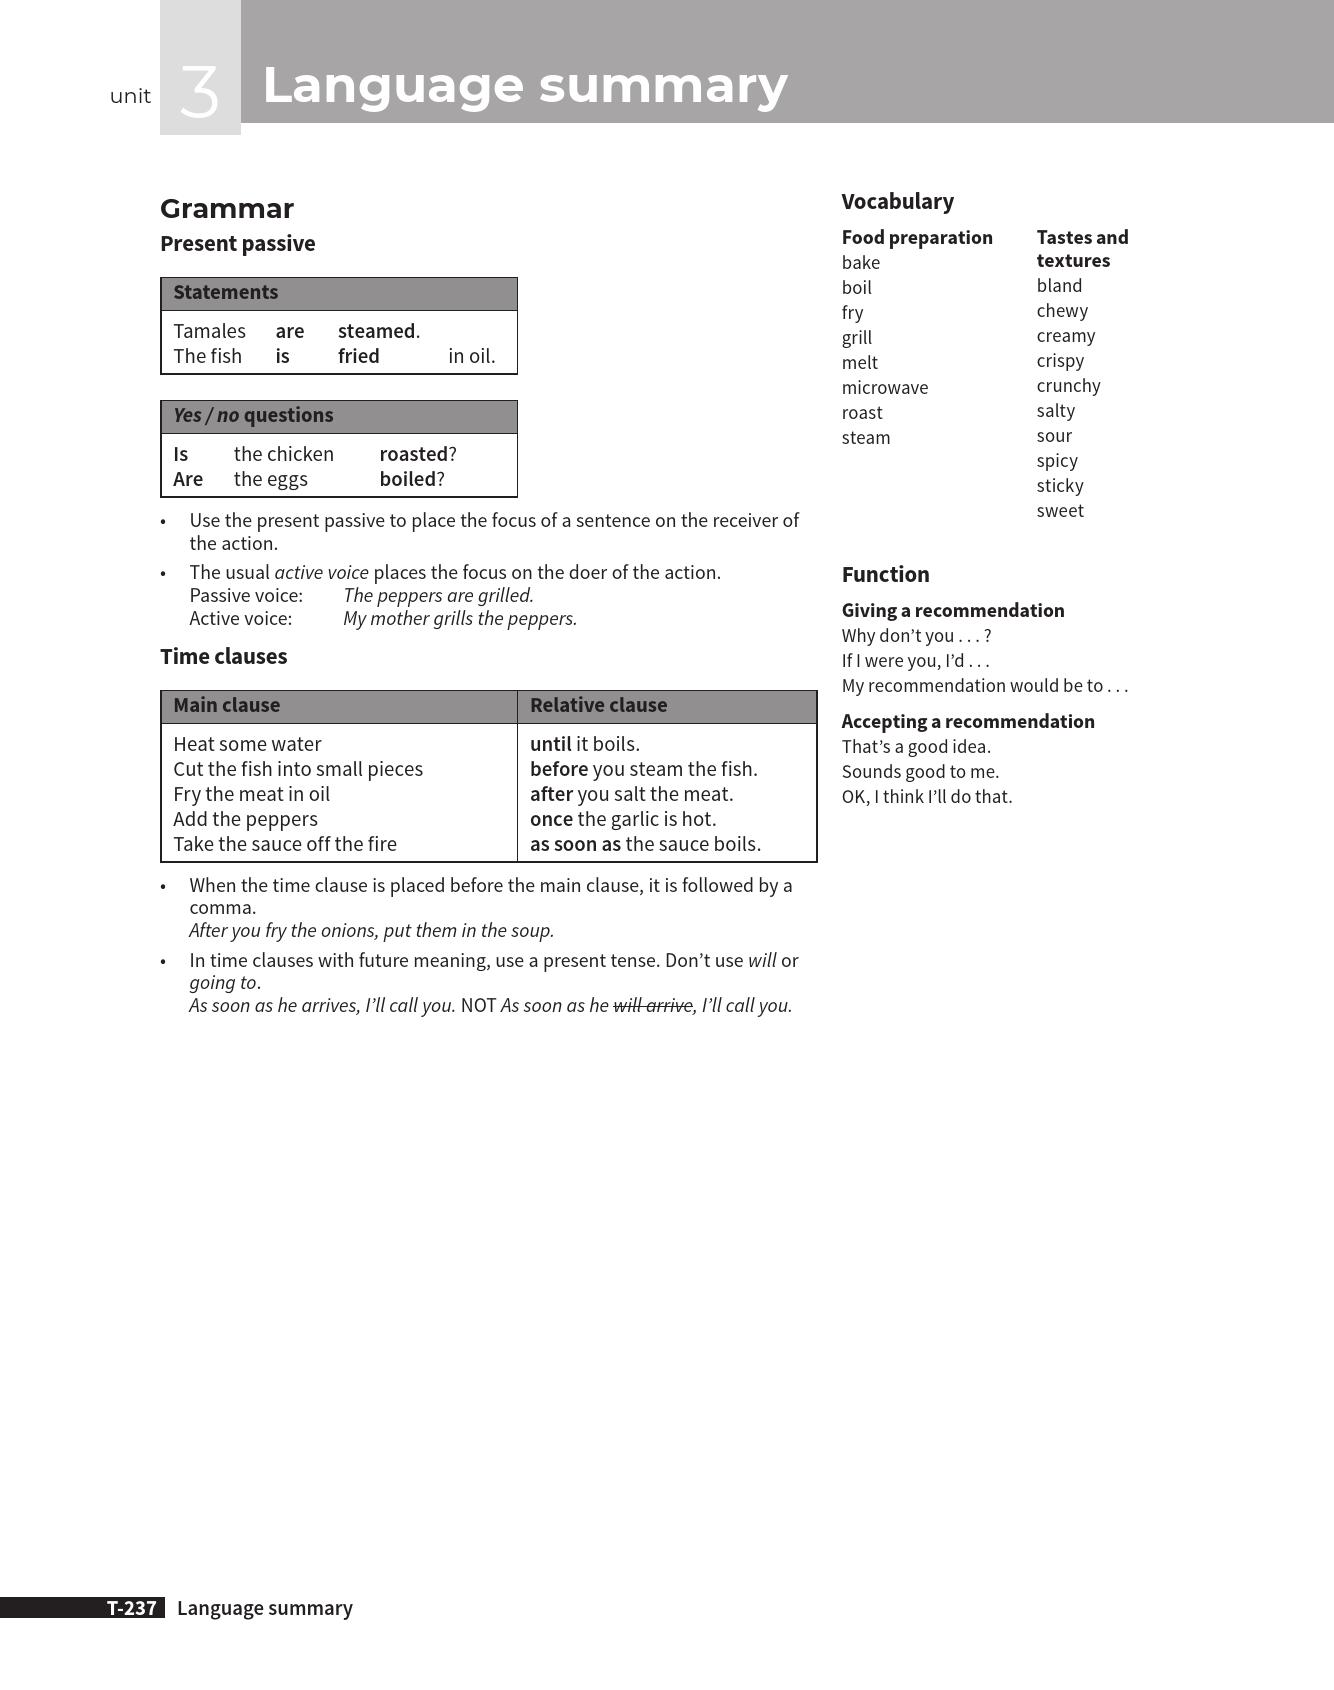 unit 3 Language summary
Grammar
Present passive
Statements
Tamales are steamed.
The fish is fried in oil.
Yes / no questions
Is the chicken roasted?
Are the eggs boiled?
• Use the present passive to place the focus of a sentence on the receiver of
the action.
• The usual active voice places the focus on the doer of the action.
Passive voice: The peppers are grilled.
Active voice: My mother grills the peppers.
Time clauses
Main clause Relative clause
Heat some water until it boils.
Cut the fish into small pieces before you steam the fish.
Fry the meat in oil after you salt the meat.
Add the peppers once the garlic is hot.
Take the sauce off the fire as soon as the sauce boils.
• When the time clause is placed before the main clause, it is followed by a
comma.
After you fry the onions, put them in the soup.
• In time clauses with future meaning, use a present tense. Don’t use will or
going to.
As soon as he arrives, I’ll call you. NOT As soon as he will arrive, I’ll call you.
Vocabulary
Food preparation
bake
boil
fry
grill
melt
microwave
roast
steam
Tastes and
textures
bland
chewy
creamy
crispy
crunchy
salty
sour
spicy
sticky
sweet
Function
Giving a recommendation
Why don’t you . . . ?
If I were you, I’d . . .
My recommendation would be to . . .
Accepting a recommendation
That’s a good idea.
Sounds good to me.
OK, I think I’ll do that.
T-237 Language summary